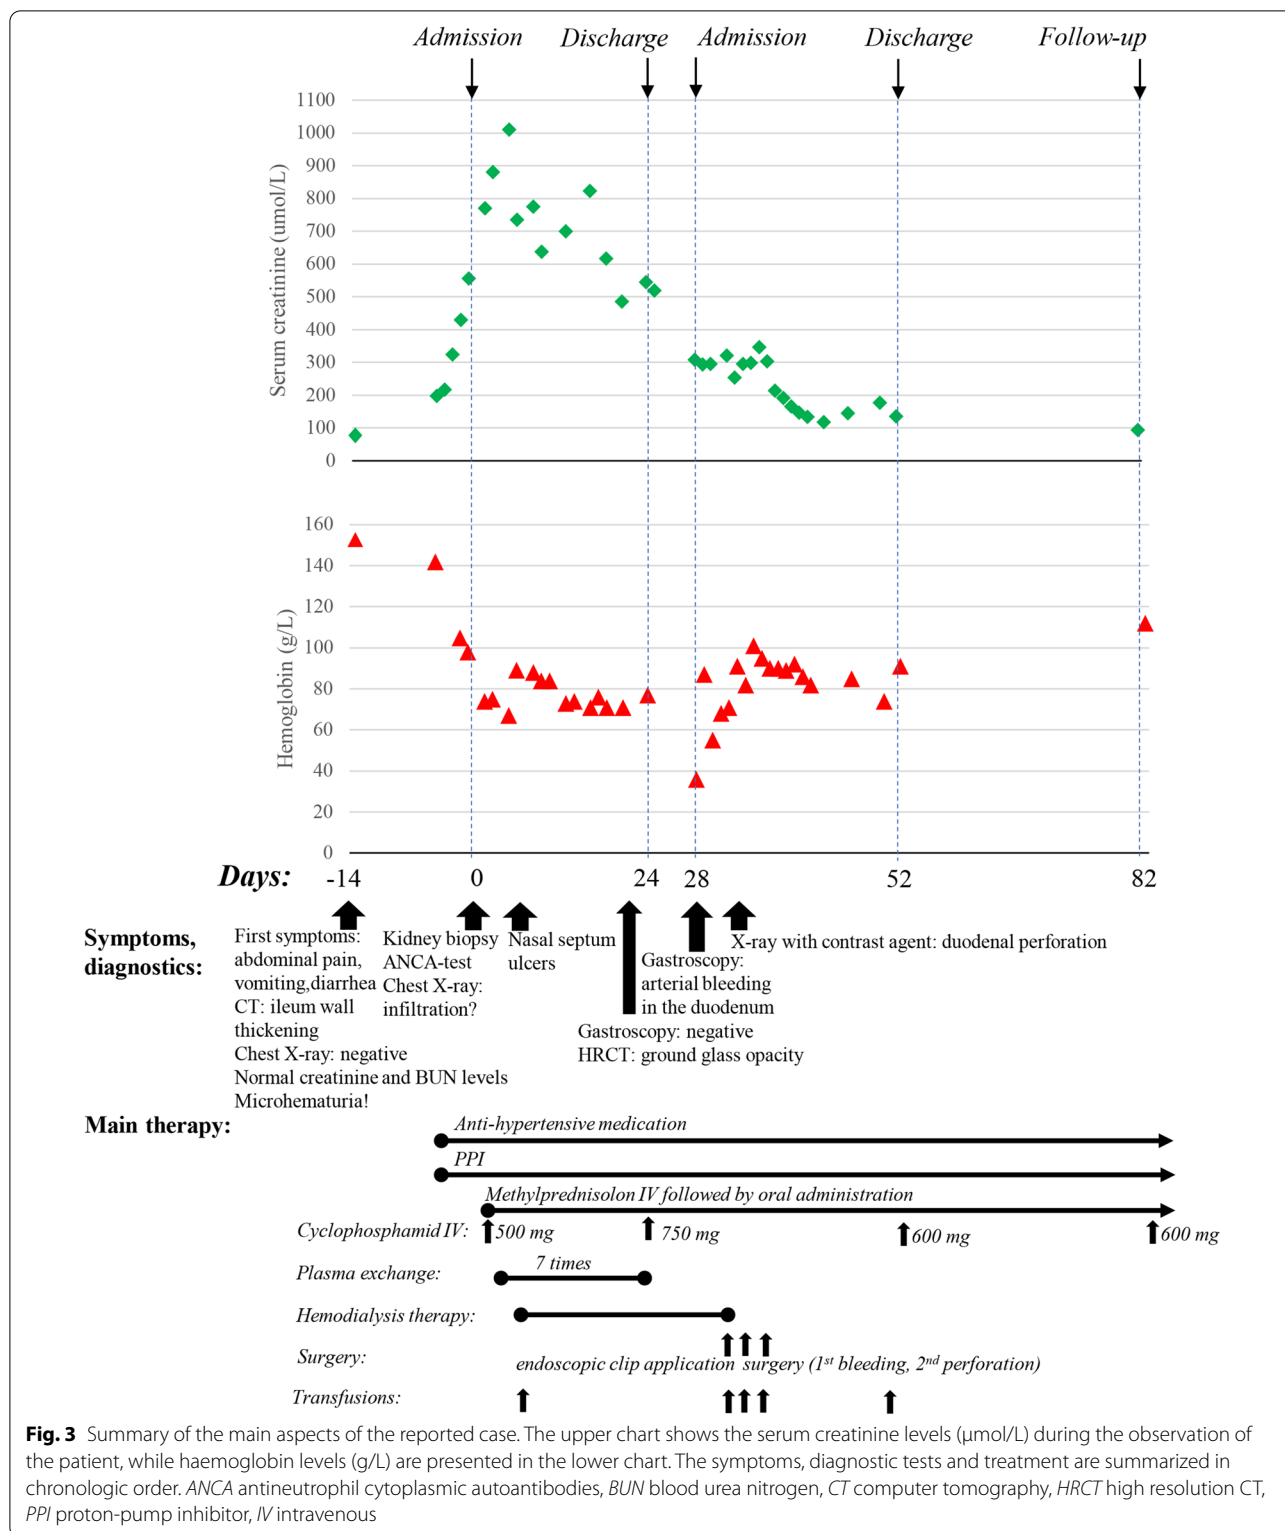 Admission Discharge Admission Discharge Follow-up
1100
1000
900
800
700
600
500
400
300
200
100
0
Serum creatinine (umol/L)
160
140
120
100
80
60
40
20
0
Hemoglobin (g/L)
Days: -14 0 24 28 52 82
Symptoms,
diagnostics:
First symptoms:
abdominal pain,
vomiting,diarrhea
CT: ileum wall
thickening
Chest X-ray: negative
Normal creatinine and BUN levels
Microhematuria!
Kidney biopsy
ANCA-test
Chest X-ray:
infiltration?
Nasal septum
ulcers
Gastroscopy: negative
HRCT: ground glass opacity
Gastroscopy:
arterial bleeding
in the duodenum
X-ray with contrast agent: duodenal perforation
Main therapy:
Anti-hypertensive medication
PPI
Methylprednisolon IV followed by oral administration
Cyclophosphamid IV: 500 mg 750 mg 600 mg 600 mg
Plasma exchange: 7 times
Hemodialysis therapy:
Surgery: endoscopic clip application surgery (1st bleeding, 2nd perforation)
Transfusions:
Fig. 3 Summary of the main aspects of the reported case. The upper chart shows the serum creatinine levels (μmol/L) during the observation of
the patient, while haemoglobin levels (g/L) are presented in the lower chart. The symptoms, diagnostic tests and treatment are summarized in
chronologic order. ANCA antineutrophil cytoplasmic autoantibodies, BUN blood urea nitrogen, CT computer tomography, HRCT high resolution CT,
PPI proton-pump inhibitor, IV intravenous